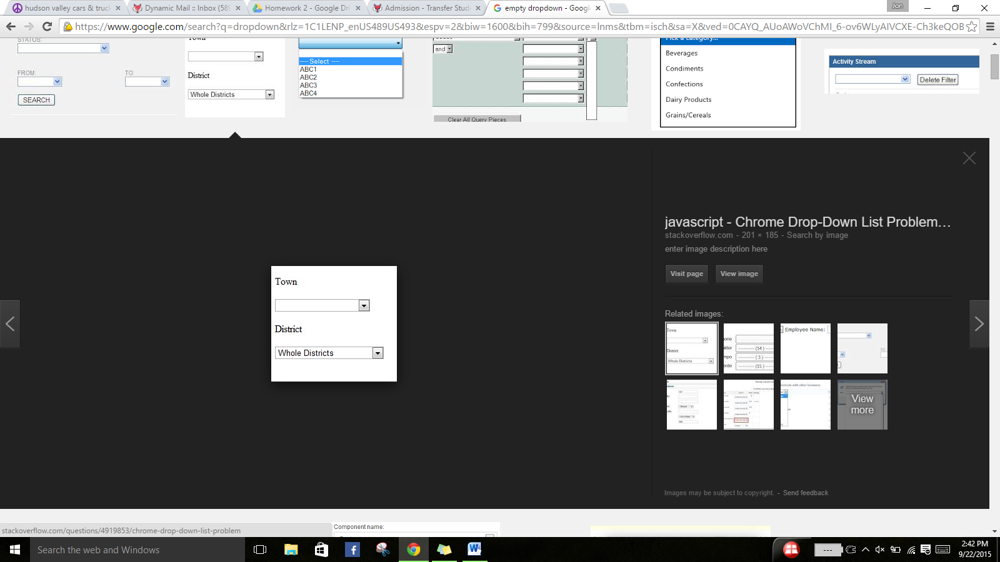 hudson valley cars & truck
Dynamic Mail :: Inbox (589
Homework 2 - Google Dri
Admission - Transfer Stud
empty dropdown - Google
Jon
https://www.google.com/search?q=dropdown&rlz=1C1LENP_enUS489US493&espv=2&biw=1600&bih=799&source=lnms&tbm=isch&sa=X&ved=0CAYQ_AUoAWoVChMI_6-ov6WLyAIVCXE-Ch3keQOB
STATUS:
FROM:
TO:
SEARCH
Town
District
Whole Districts
---- Select ----
ABC1
ABC2
ABC3
ABC4
and
Clear All Query Pieces
Pick a category...
Beverages
Condiments
Confections
Dairy Products
Grains/Cereals
Activity Stream
Delete Filter
Town
District
Whole Districts
javascript - Chrome Drop-Down List Problem...
stackoverflow.com - 201 × 185 - Search by image
enter image description here
Visit page
View image
Related images:
Town
District
Whole Districts
one
kter
mpo
onto
(14)
(3)
(15)
Employee Name:
View
more
Images may be subject to copyright. - Send feedback
stackoverflow.com/questions/4919853/chrome-drop-down-list-problem
Component name:
Search the web and Windows
2:42 PM
9/22/2015